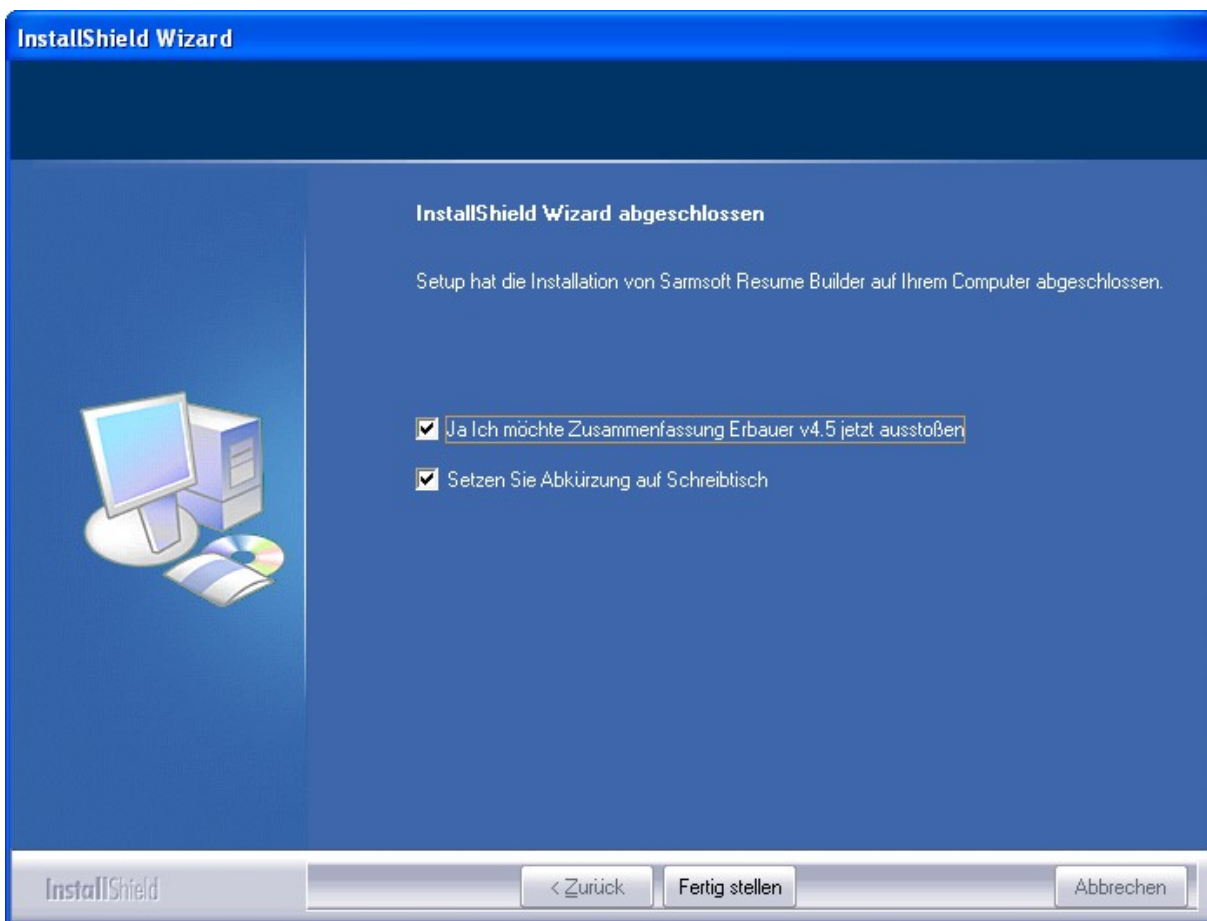 InstallShield Wizard
InstallShield Wizard abgeschlossen
Setup hat die Installation von Sarmsoft Resume Builder auf Ihrem Computer abgeschlossen.
Ja Ich möchte Zusammenfassung Erbauer v4.5 jetzt ausstoßen
Setzen Sie Abkürzung auf Schreibtisch
InstallShield
< Zurück
Fertig stellen
Abbrechen